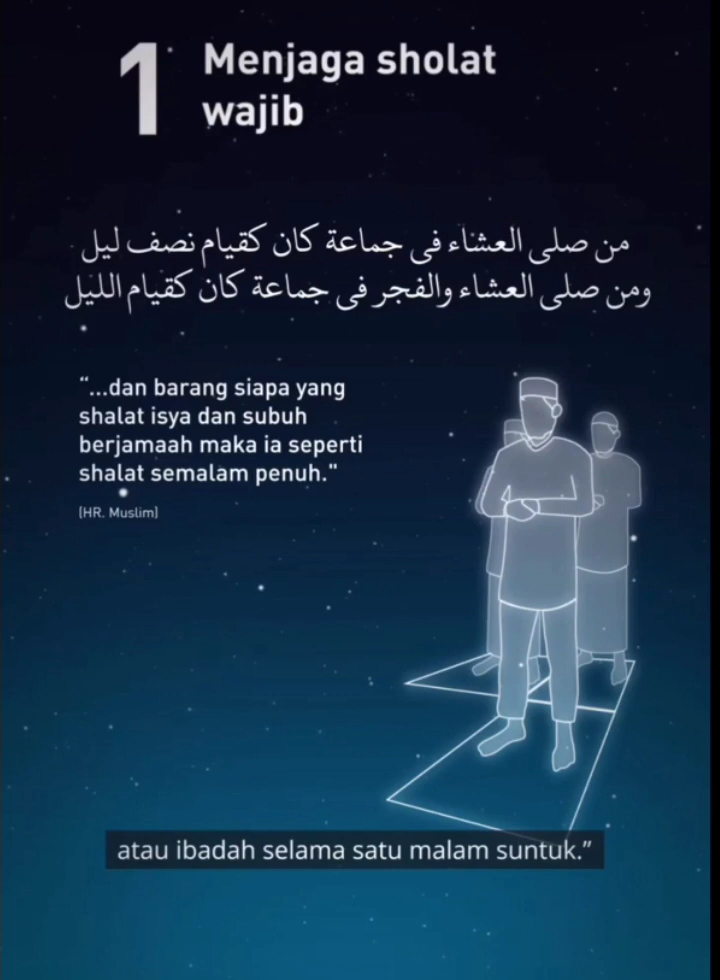 1
Menjaga sholat
wajib
من صلى العشاء فى جماعة كان كقيام نصف ليل
ومن صلى العشاء والفجر فى جماعة كان كقيام الليل
“...dan barang siapa yang
shalat isya dan subuh
berjamaah maka ia seperti
shalat semalam penuh."
(HR. Muslim)
atau ibadah selama satu malam suntuk.”